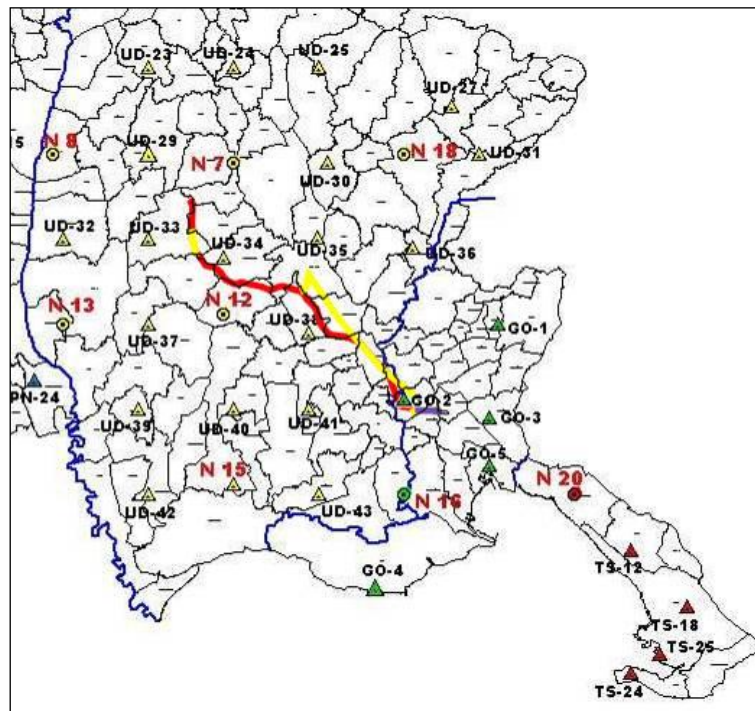 UD-23
UD-24
UD-25
UD-27
N 8
UD-29
N 7
N 18
15
UD-30
UD-31
UD-32
UD-33
UD-34
UD-35
UD-36
N 13
N 12
UD-37
UD-38
GO-1
PN-24
GO-2
UD-39
UD-40
UD-41
GO-3
GO-5
N 15
N 20
UD-42
UD-43
N 16
TS-12
GO-4
TS-18
TS-25
TS-24